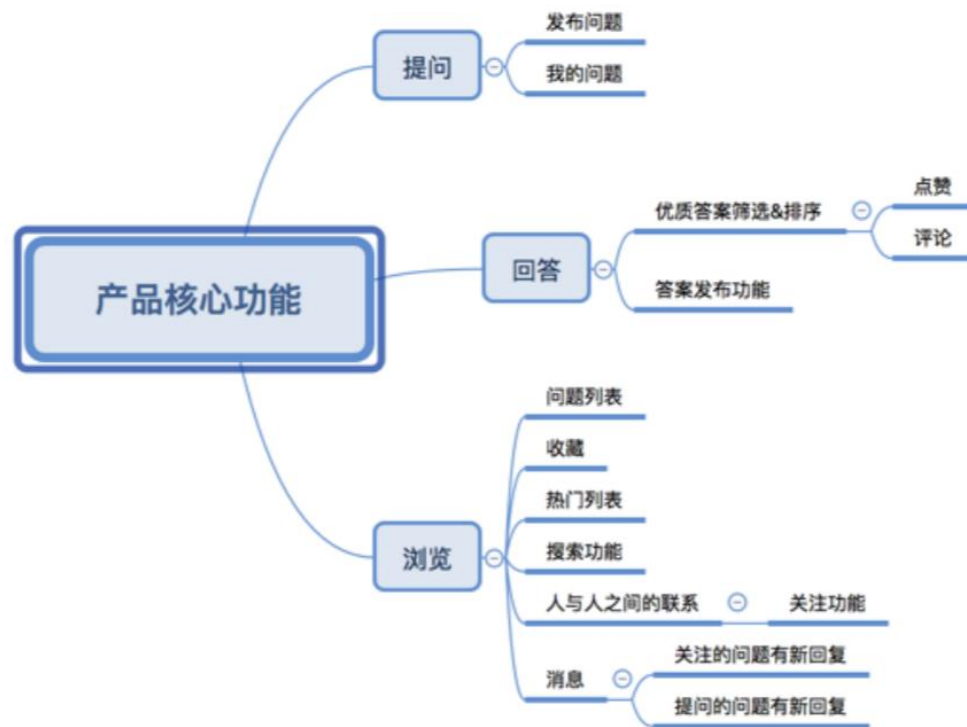 产品核心功能
提问
发布问题
我的问题
回答
优质答案筛选&排序
点赞
评论
答案发布功能
浏览
问题列表
收藏
热门列表
搜索功能
人与人之间的联系
关注功能
消息
关注的问题有新回复
提问的问题有新回复